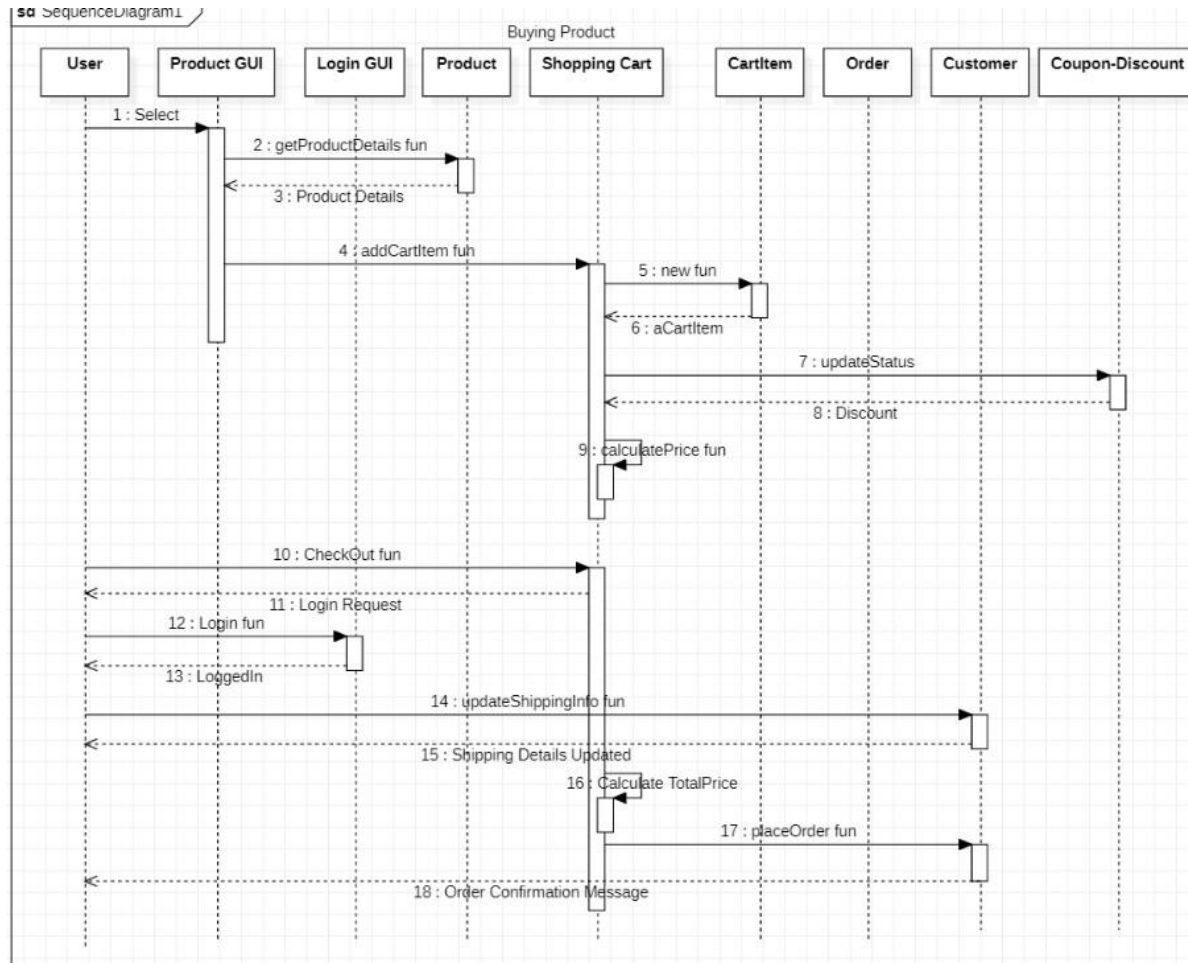 sd SequenceDiagram1
Buying Product
User
Product GUI
Login GUI
Product
Shopping Cart
CartItem
Order
Customer
Coupon-Discount
1 : Select
2 : getProductDetails fun
3 : Product Details
4 : addCartItem fun
5 : new fun
6 : aCartItem
7 : updateStatus
8 : Discount
9 : calculatePrice fun
10 : CheckOut fun
11 : Login Request
12 : Login fun
13 : LoggedIn
14 : updateShippingInfo fun
15 : Shipping Details Updated
16 : Calculate TotalPrice
17 : placeOrder fun
18 : Order Confirmation Message